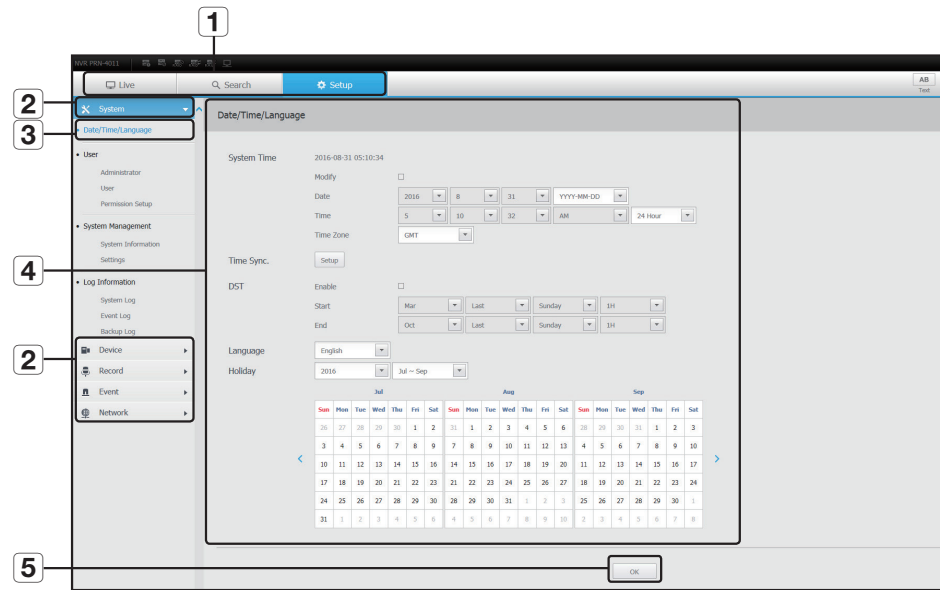 1
NVR PRN-4011
Live
Search
Setup
AB
Text
2
System
3
Date/Time/Language
User
Administrator
User
Permission Setup
System Management
System Information
Settings
Log Information
System Log
Event Log
Backup Log
2
Device
Record
Event
Network
4
Date/Time/Language
System Time 2016-08-31 05:10:34
Modify
Date 2016 8 31 YYYY-MM-DD
Time 5 10 32 AM 24 Hour
Time Zone GMT
Time Sync. Setup
DST Enable
Start Mar Last Sunday 1H
End Oct Last Sunday 1H
Language English
Holiday 2016 Jul ~ Sep
Jul Aug Sep
Sun Mon Tue Wed Thu Fri Sat Sun Mon Tue Wed Thu Fri Sat Sun Mon Tue Wed Thu Fri Sat
26 27 28 29 30 1 2 31 1 2 3 4 5 6 28 29 30 31 1 2 3
3 4 5 6 7 8 9 7 8 9 10 11 12 13 4 5 6 7 8 9 10
10 11 12 13 14 15 16 14 15 16 17 18 19 20 11 12 13 14 15 16 17
17 18 19 20 21 22 23 21 22 23 24 25 26 27 18 19 20 21 22 23 24
24 25 26 27 28 29 30 28 29 30 31 1 2 3 25 26 27 28 29 30 1
31 1 2 3 4 5 6 4 5 6 7 8 9 10 2 3 4 5 6 7 8
5
OK